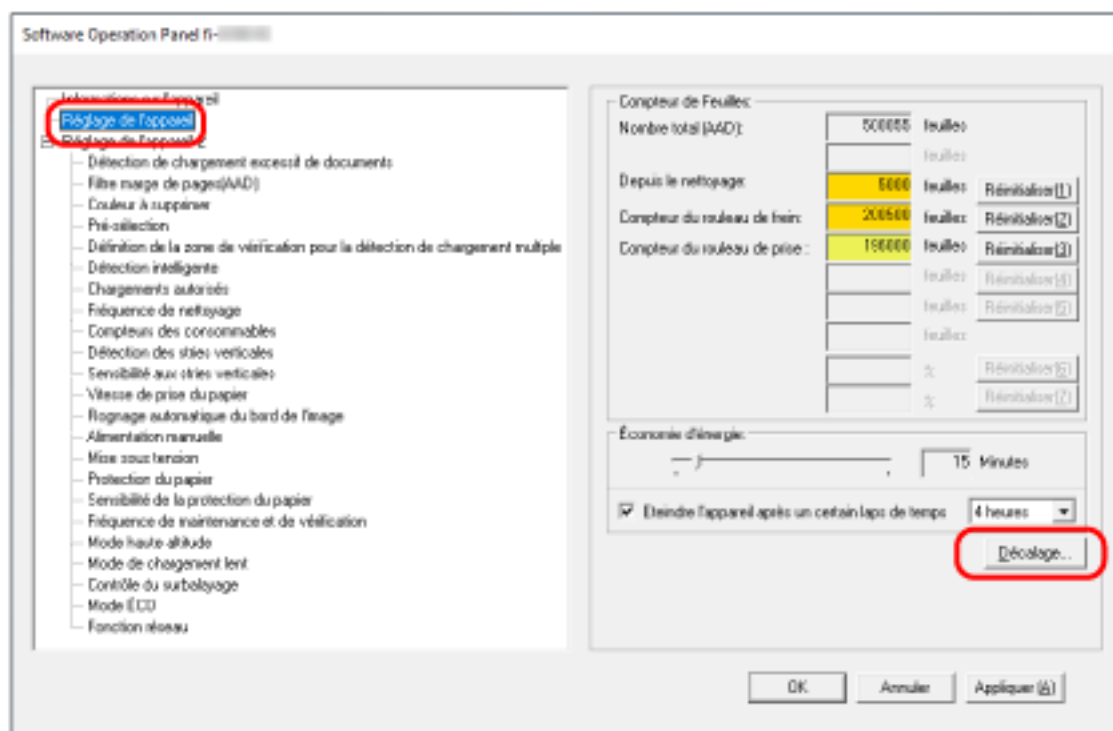 Software Operation Panel fi-
Informations sur l'appareil
Réglage de l'appareil
Réglage de l'appareil 2
Détection de chargement excessif de documents
Filtre marge de pages(AAD)
Couleur à supprimer
Pré-sélection
Définition de la zone de vérification pour la détection de chargement multiple
Détection intelligente
Chargements autorisés
Fréquence de nettoyage
Compteurs des consommables
Détection des stries verticales
Sensibilité aux stries verticales
Vitesse de prise du papier
Rognage automatique du bord de l'image
Alimentation manuelle
Mise sous tension
Protection du papier
Sensibilité de la protection du papier
Fréquence de maintenance et de vérification
Mode haute altitude
Mode de chargement lent
Contrôle du surbalayage
Mode ÉCO
Fonction réseau
Compteur de Feuilles:
Nombre total (AAD): 500055 feuilles
feuilles
Depuis le nettoyage: 5000 feuilles Réinitialiser(1)
Compteur du rouleau de frein: 200500 feuilles Réinitialiser(2)
Compteur du rouleau de prise : 196000 feuilles Réinitialiser(3)
feuilles Réinitialiser(4)
feuilles Réinitialiser(5)
feuilles
% Réinitialiser(6)
% Réinitialiser(7)
Économie d'énergie:
15 Minutes
Eteindre l'appareil après un certain laps de temps 4 heures
Décalage...
OK Annuler Appliquer (A)